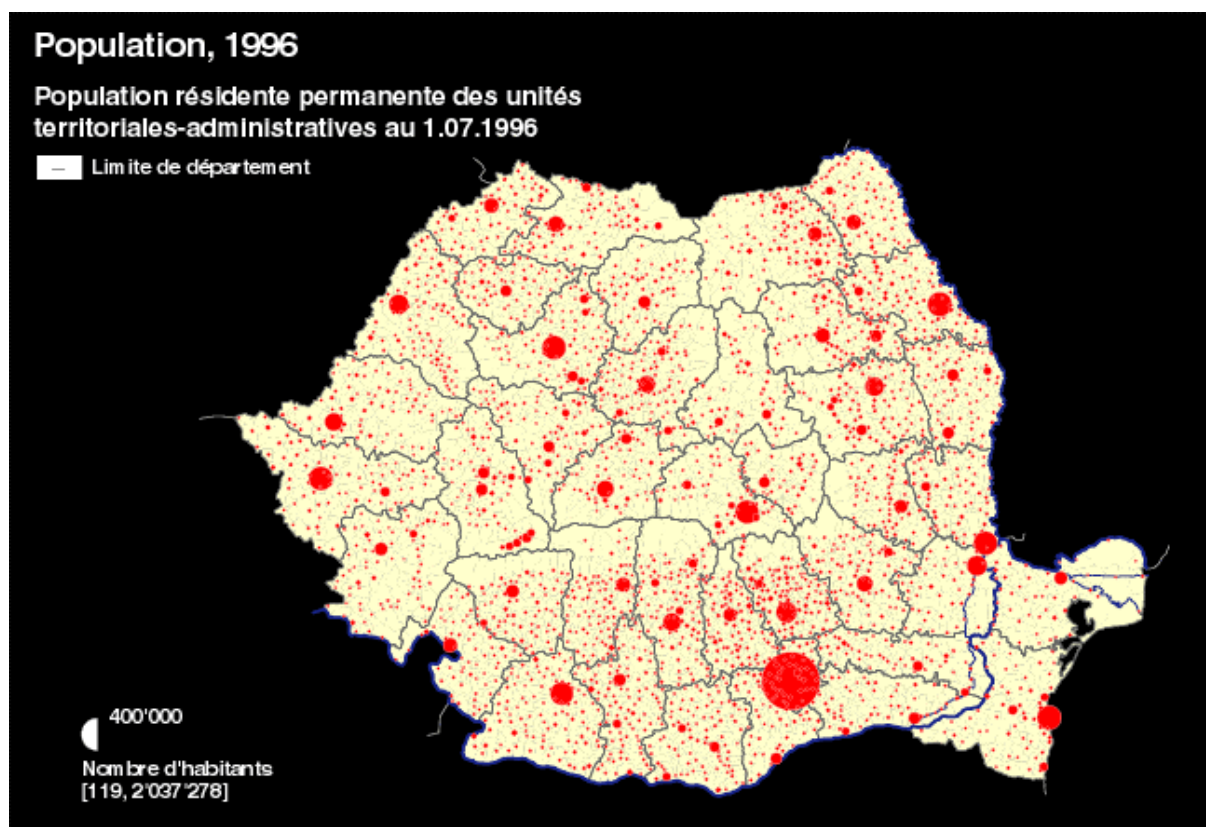 Population, 1996
Population résidente permanente des unités
territoriales-administratives au 1.07.1996
Limite de département
400'000
Nombre d'habitants
[119, 2'037'278]